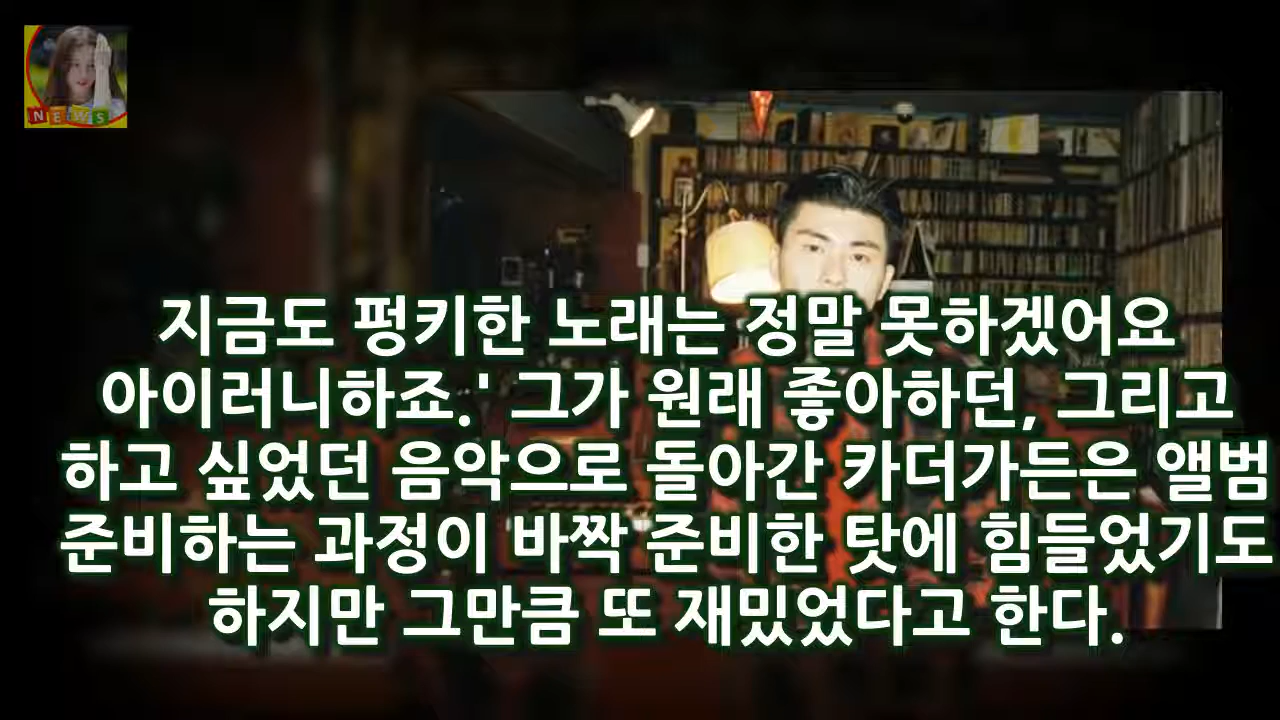 NEWS
지금도 펑키한 노래는 정말 못하겠어요
아이러니하죠.' 그가 원래 좋아하던, 그리고
하고 싶었던 음악으로 돌아간 카더가든은 앨범
준비하는 과정이 바짝 준비한 탓에 힘들었기도
하지만 그만큼 또 재밌었다고 한다.